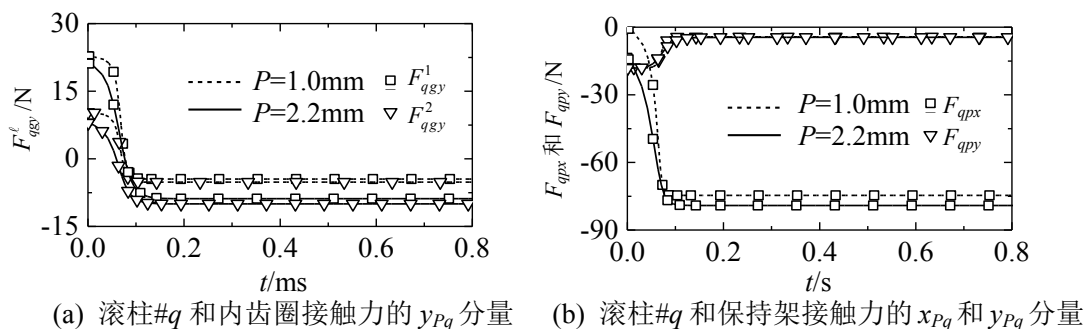 30
15
0
-15
F^ℓ_qgy /N
P=1.0mm F^1_qgy
P=2.2mm F^2_qgy
0.0 0.2 0.4 0.6 0.8
t/ms
(a) 滚柱#q 和内齿圈接触力的 y_Pq 分量
0
-30
-60
-90
F_qpx 和 F_qpy /N
P=1.0mm F_qpx
P=2.2mm F_qpy
0.0 0.2 0.4 0.6 0.8
t/s
(b) 滚柱#q 和保持架接触力的 x_Pq 和 y_Pq 分量